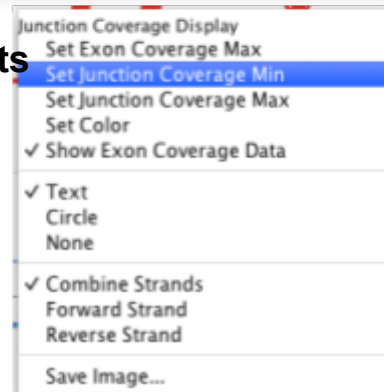 Junction Coverage Display
Set Exon Coverage Max
ts
Set Junction Coverage Min
Set Junction Coverage Max
Set Color
✓ Show Exon Coverage Data
✓ Text
Circle
None
✓ Combine Strands
Forward Strand
Reverse Strand
Save Image...